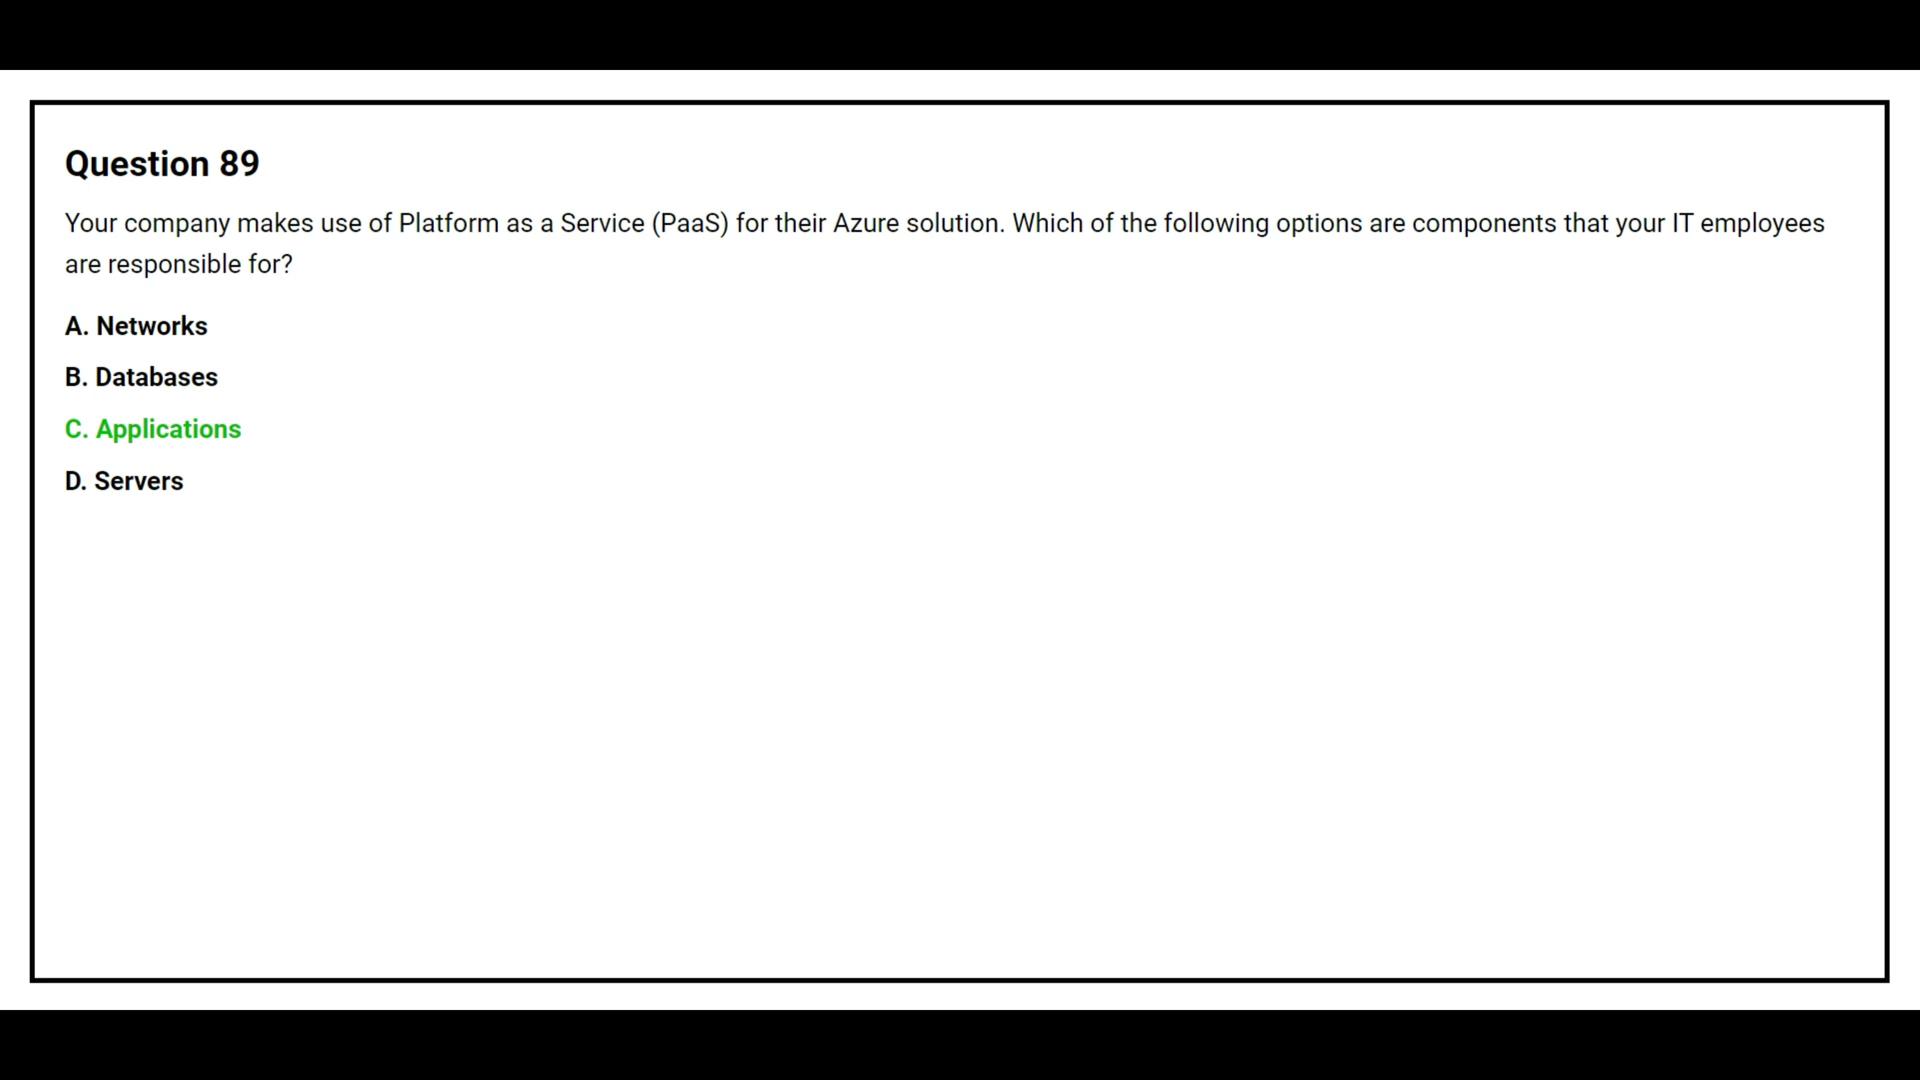 Question 89
Your company makes use of Platform as a Service (PaaS) for their Azure solution. Which of the following options are components that your IT employees
are responsible for?
A. Networks
B. Databases
C. Applications
D. Servers